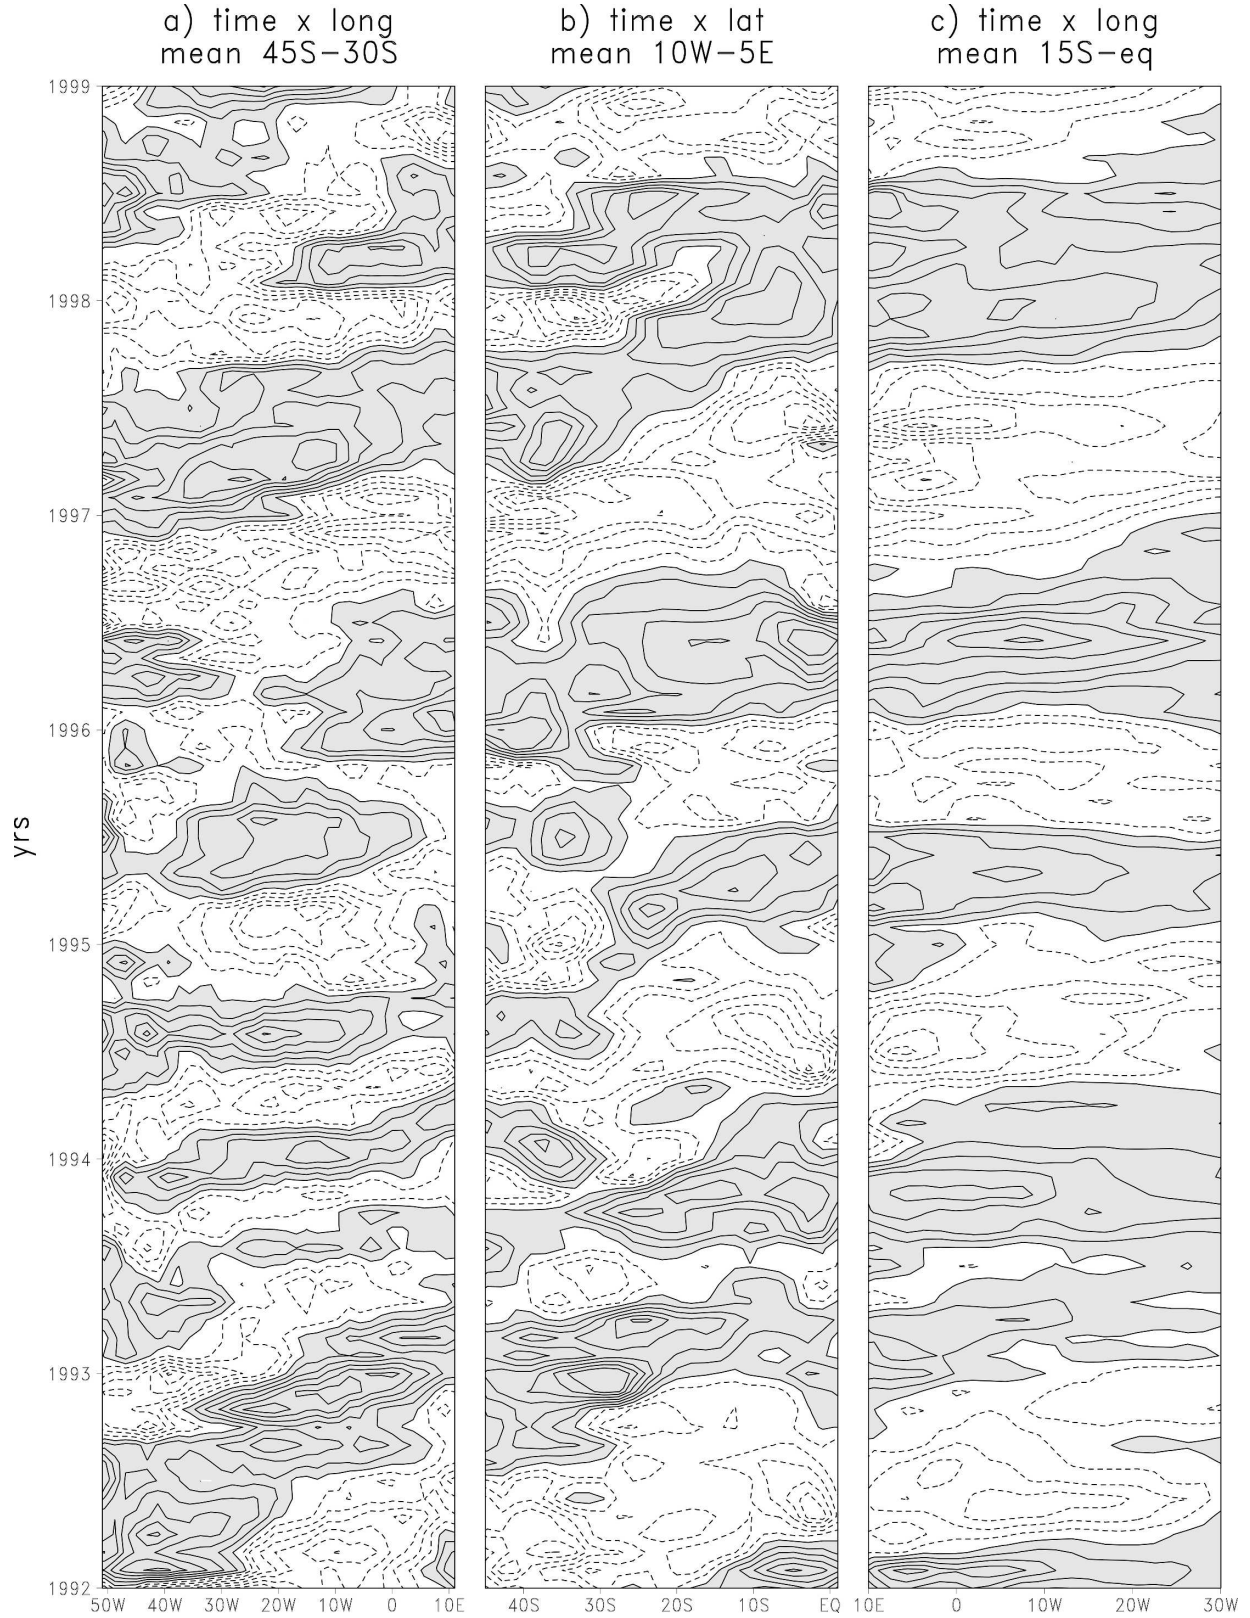 a) time x long
mean 45S-30S
b) time x lat
mean 10W-5E
c) time x long
mean 15S-eq
1999
1998
1997
1996
yrs
1995
1994
1993
1992
50W 40W 30W 20W 10W 0 10E
40S 30S 20S 10S EQ
10E 0 10W 20W 30W